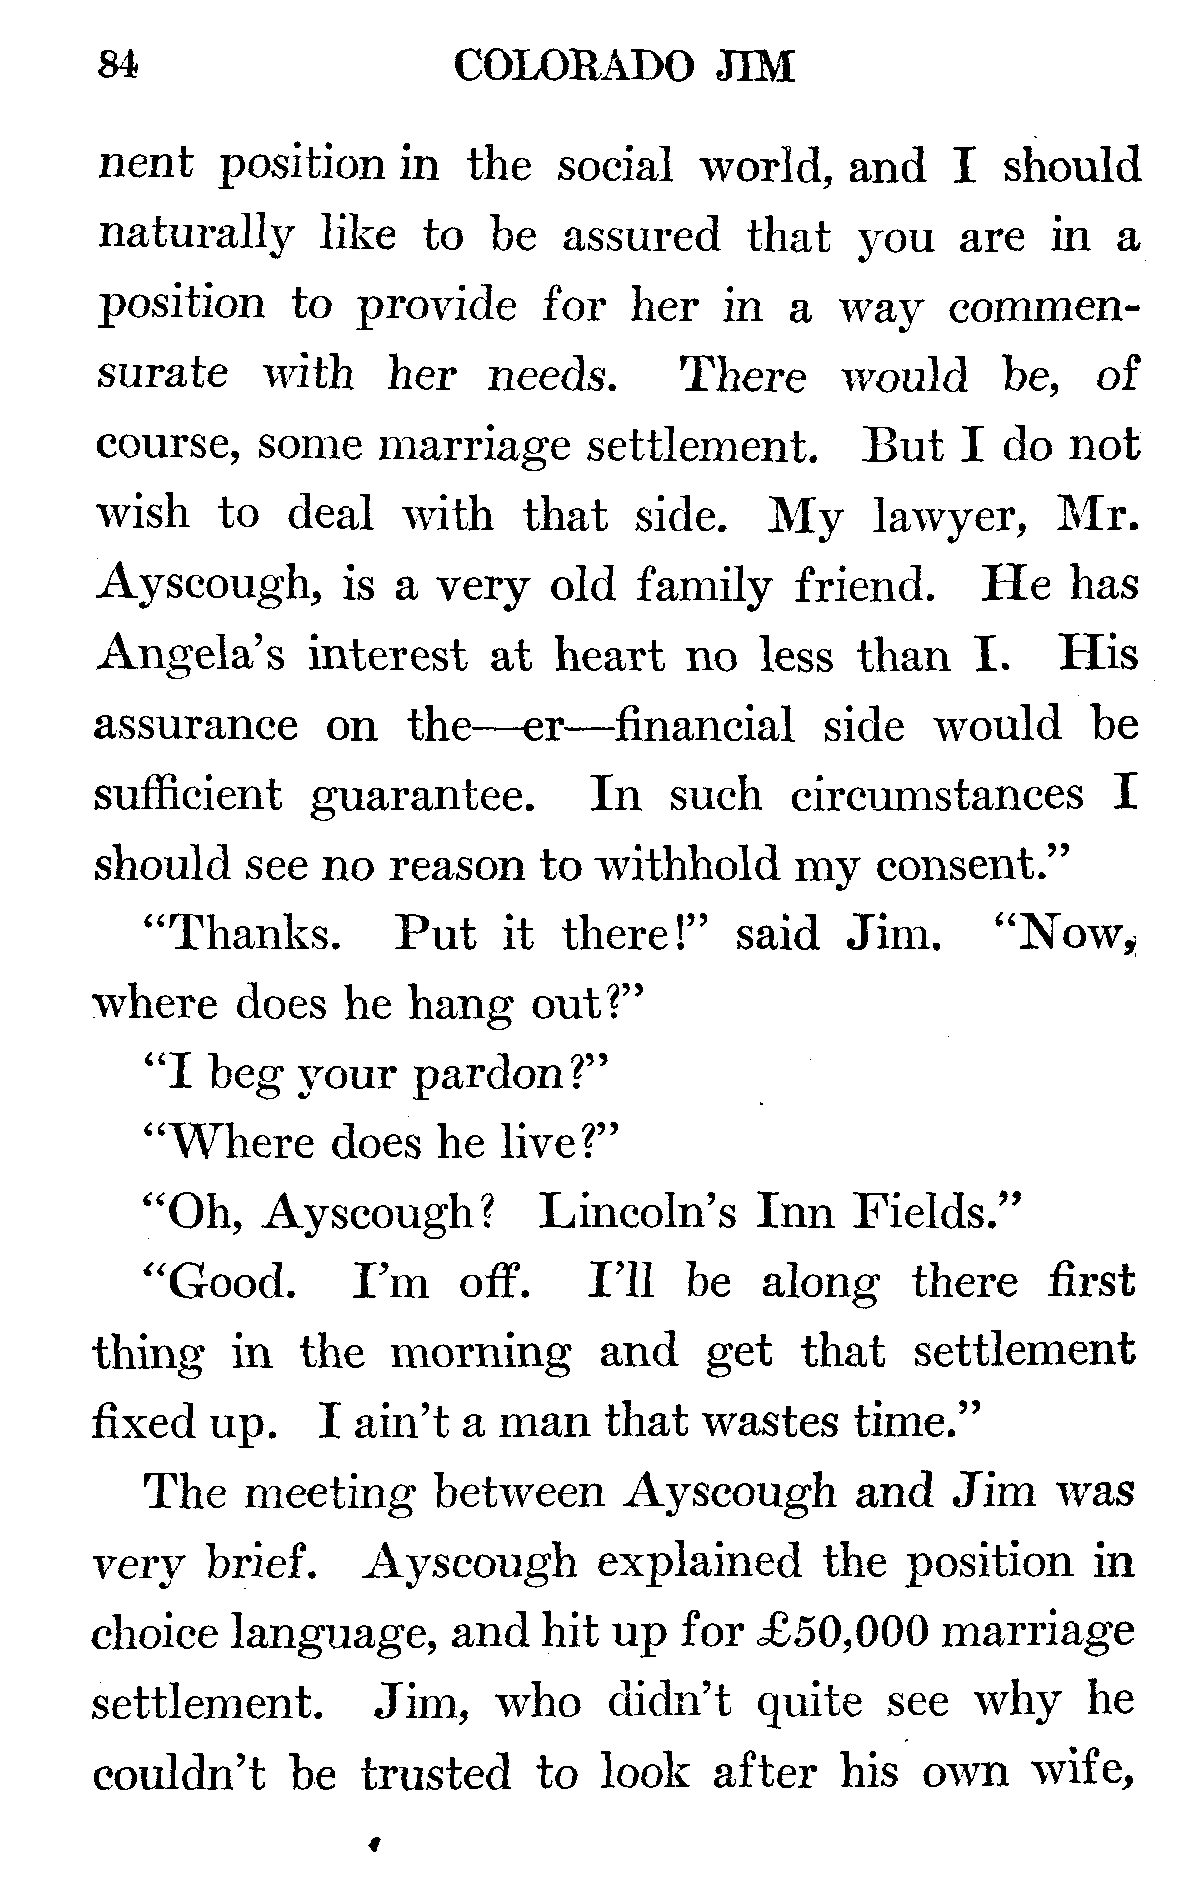 84 COLORADO JIM
nent position in the social world, and I should
naturally like to be assured that you are in a
position to provide for her in a way commen-
surate with her needs. There would be, of
course, some marriage settlement. But I do not
wish to deal with that side. My lawyer, Mr.
Ayscough, is a very old family friend. He has
Angela's interest at heart no less than I. His
assurance on the—er—financial side would be
sufficient guarantee. In such circumstances I
should see no reason to withhold my consent."
"Thanks. Put it there!" said Jim. "Now,
where does he hang out?"
"I beg your pardon?"
"Where does he live?"
"Oh, Ayscough? Lincoln's Inn Fields."
"Good. I'm off. I'll be along there first
thing in the morning and get that settlement
fixed up. I ain't a man that wastes time."
The meeting between Ayscough and Jim was
very brief. Ayscough explained the position in
choice language, and hit up for £50,000 marriage
settlement. Jim, who didn't quite see why he
couldn't be trusted to look after his own wife,